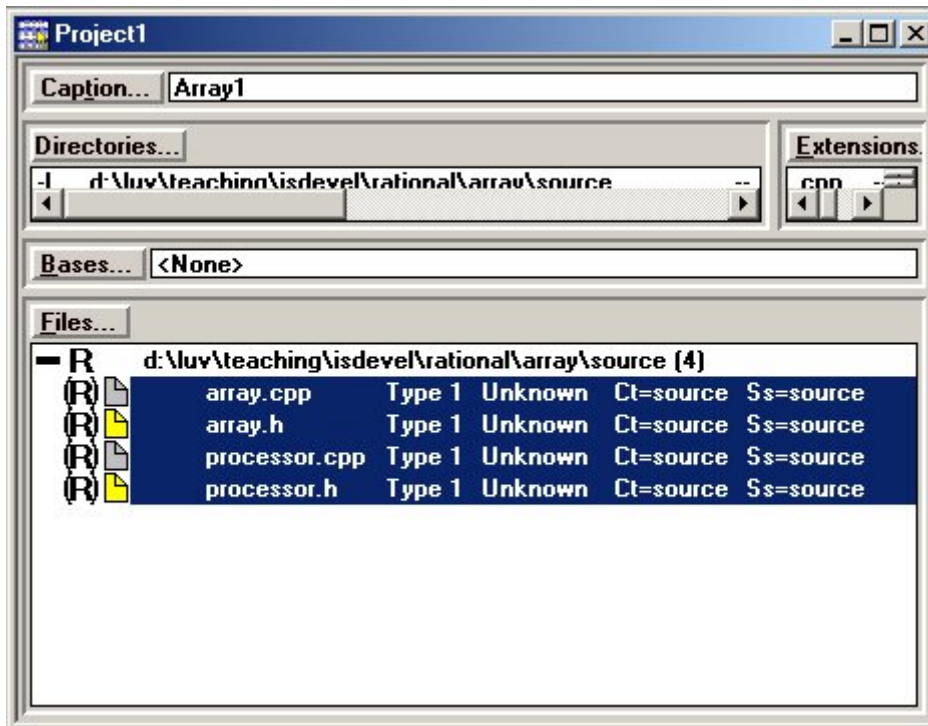 Project1
Caption... Array1
Directories... Extensions.
-I d:\luv\teaching\isdevel\rational\array\source -- cpp --
Bases... <None>
Files...
R d:\luv\teaching\isdevel\rational\array\source (4)
(R) array.cpp Type 1 Unknown Ct=source Ss=source
(R) array.h Type 1 Unknown Ct=source Ss=source
(R) processor.cpp Type 1 Unknown Ct=source Ss=source
(R) processor.h Type 1 Unknown Ct=source Ss=source